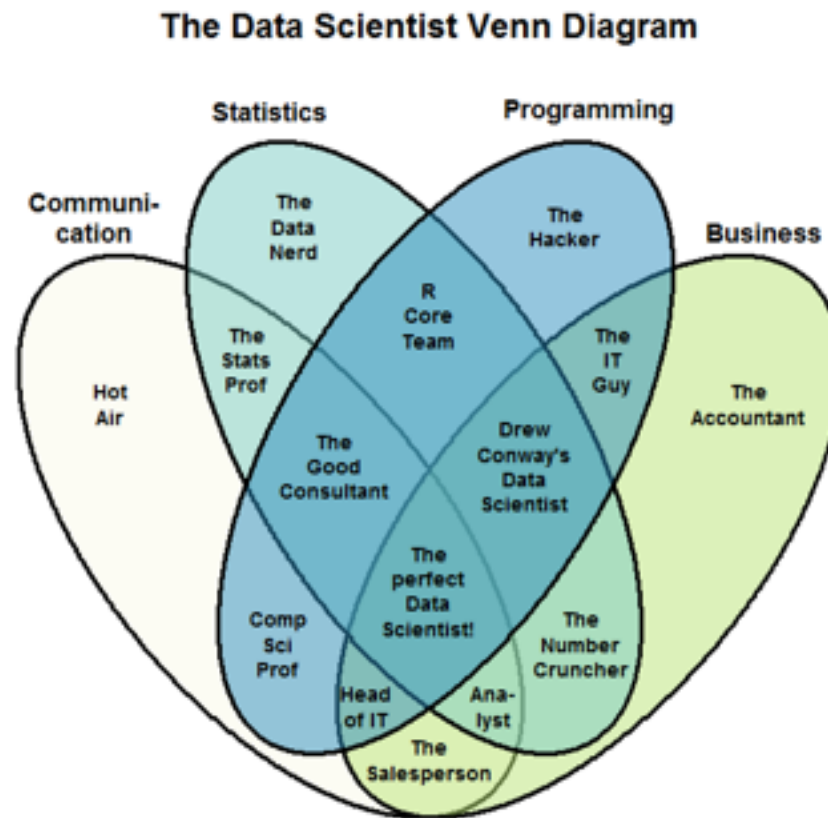 The Data Scientist Venn Diagram
Statistics
Programming
Communi-
cation
Business
The
Data
Nerd
The
Hacker
R
Core
Team
The
Stats
Prof
The
IT
Guy
Hot
Air
The
Accountant
The
Good
Consultant
Drew
Conway's
Data
Scientist
The
perfect
Data
Scientist!
Comp
Sci
Prof
The
Number
Cruncher
Head
of IT
Ana-
lyst
The
Salesperson